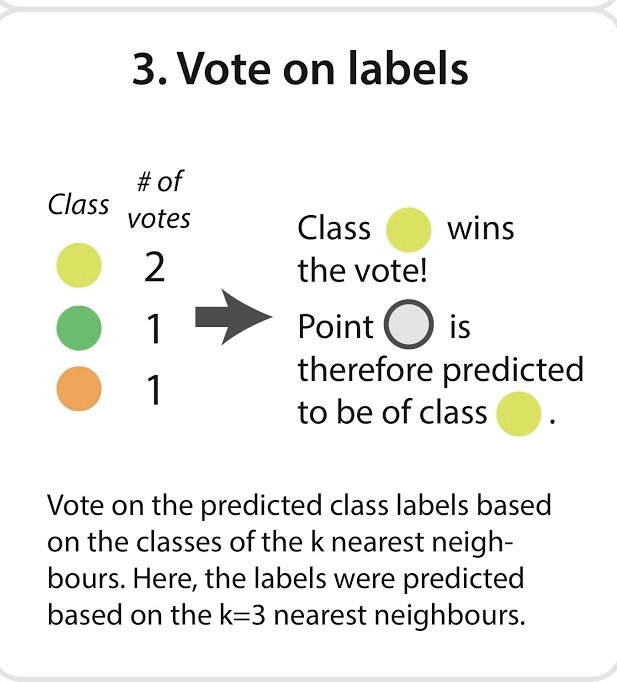 3. Vote on labels
Class # of votes
2
1
1
Class wins
the vote!
Point is
therefore predicted
to be of class .
Vote on the predicted class labels based
on the classes of the k nearest neigh-
bours. Here, the labels were predicted
based on the k=3 nearest neighbours.